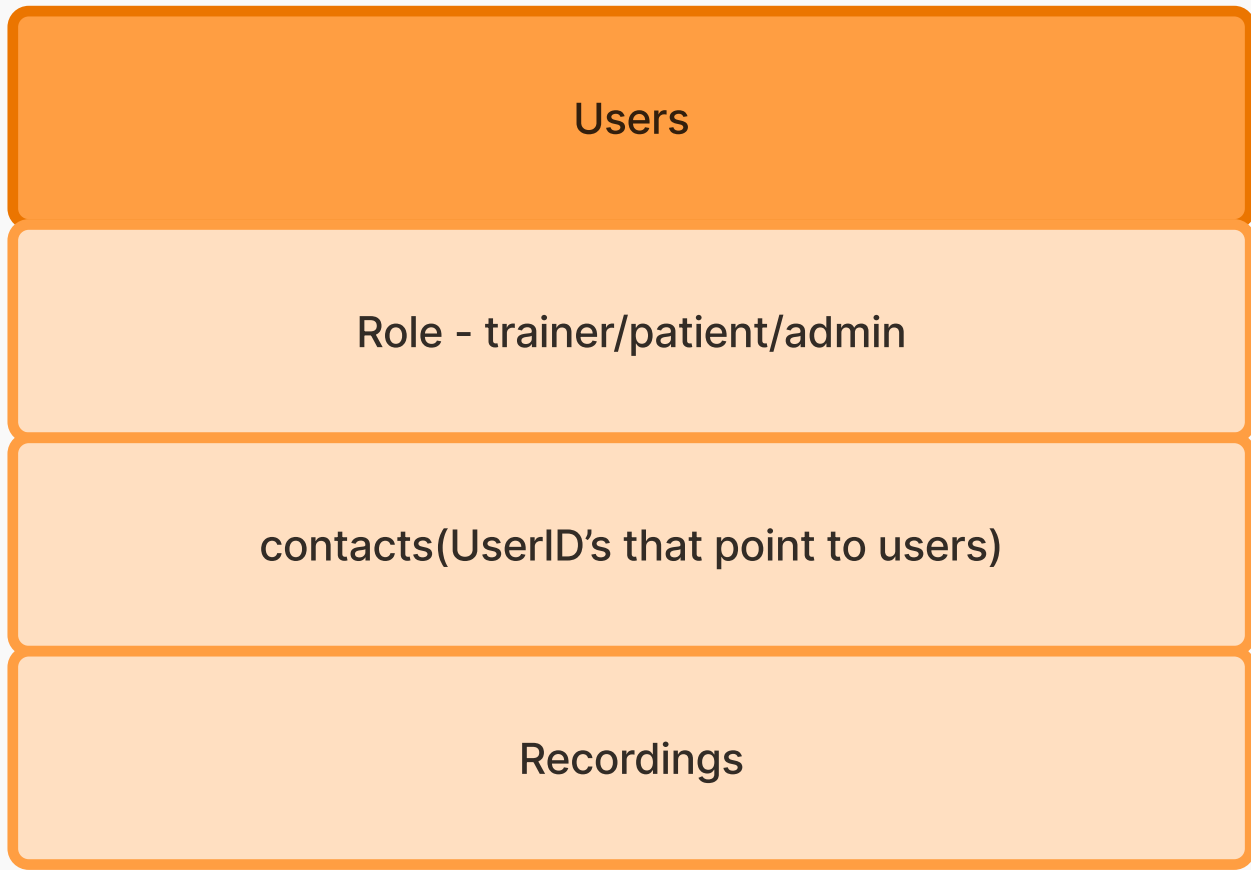 Users
Role - trainer/patient/admin
contacts(UserID’s that point to users)
Recordings